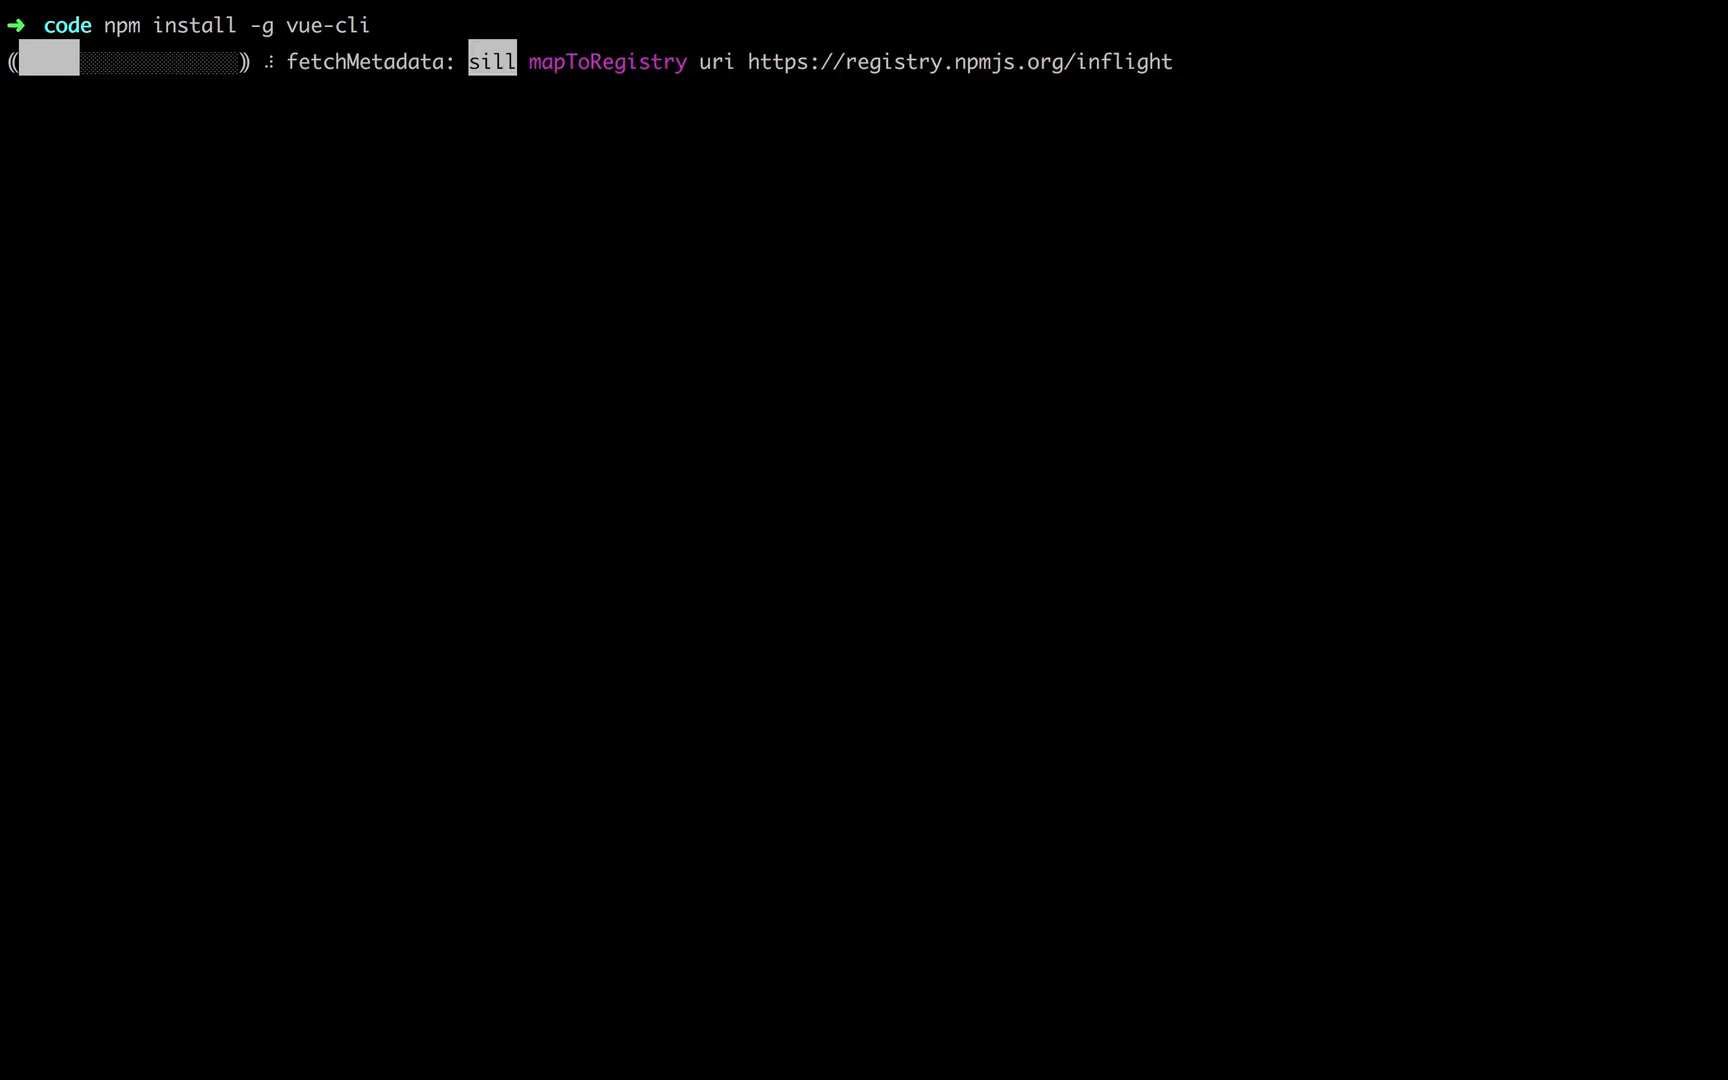 ➜ code npm install -g vue-cli
(( ░░░░░░░░░░░░░)) ⠼ fetchMetadata: sill mapToRegistry uri https://registry.npmjs.org/inflight